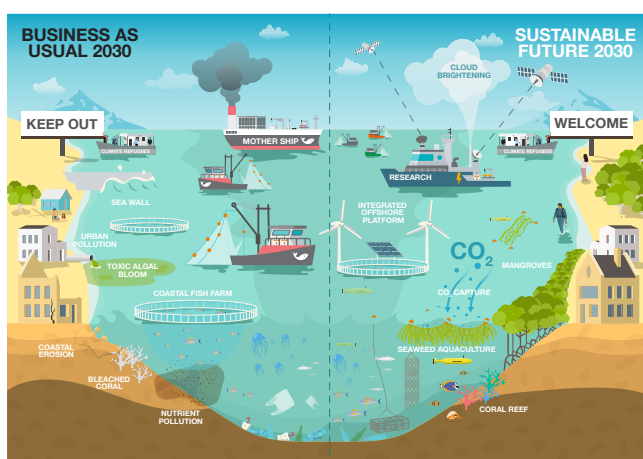 BUSINESS AS
USUAL 2030
SUSTAINABLE
FUTURE 2030
CLOUD
BRIGHTENING
KEEP OUT
WELCOME
MOTHER SHIP
CLIMATE REFUGEES
CLIMATE REFUGEES
RESEARCH
SEA WALL
INTEGRATED
OFFSHORE
PLATFORM
URBAN
POLLUTION
TOXIC ALGAL
BLOOM
CO2
MANGROVES
COASTAL FISH FARM
CO2 CAPTURE
COASTAL
EROSION
SEAWEED AQUACULTURE
BLEACHED
CORAL
NUTRIENT
POLLUTION
CORAL REEF